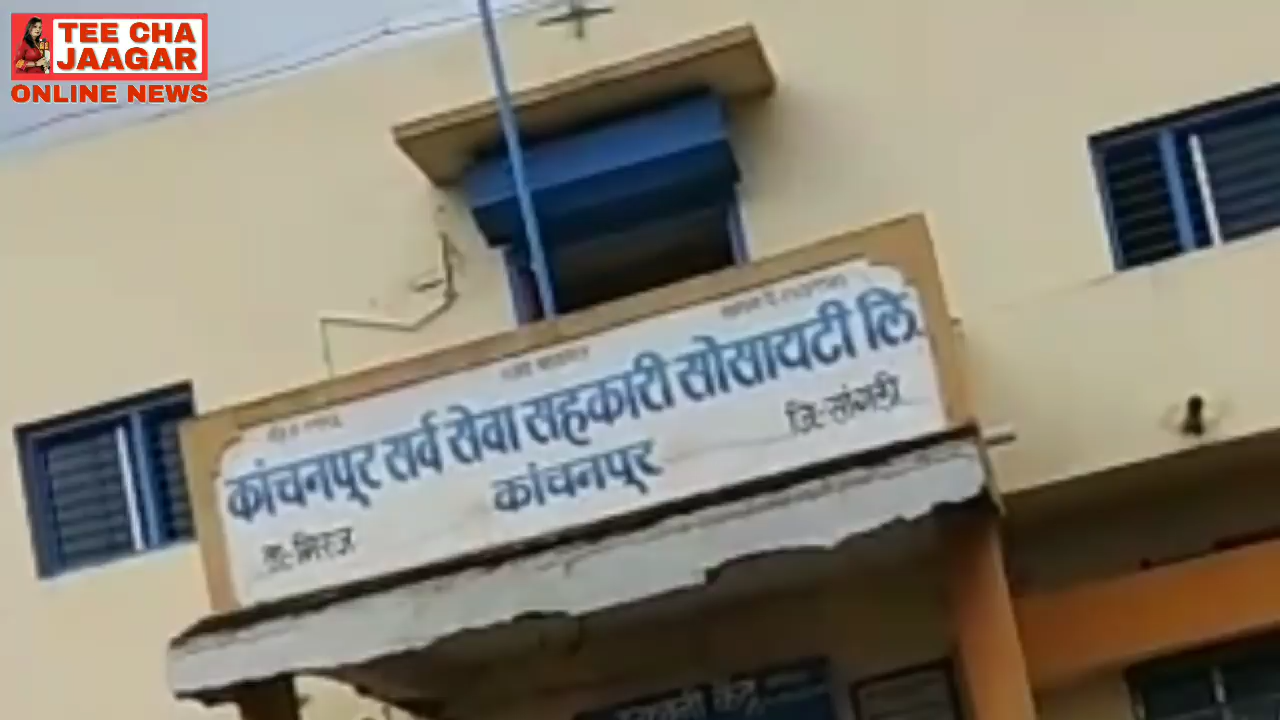 TEE CHA
JAAGAR
ONLINE NEWS
कांचनपूर सर्व सेवा सहकारी सोसायटी लि.
कांचनपूर
ता-मिरज
जि-सांगली